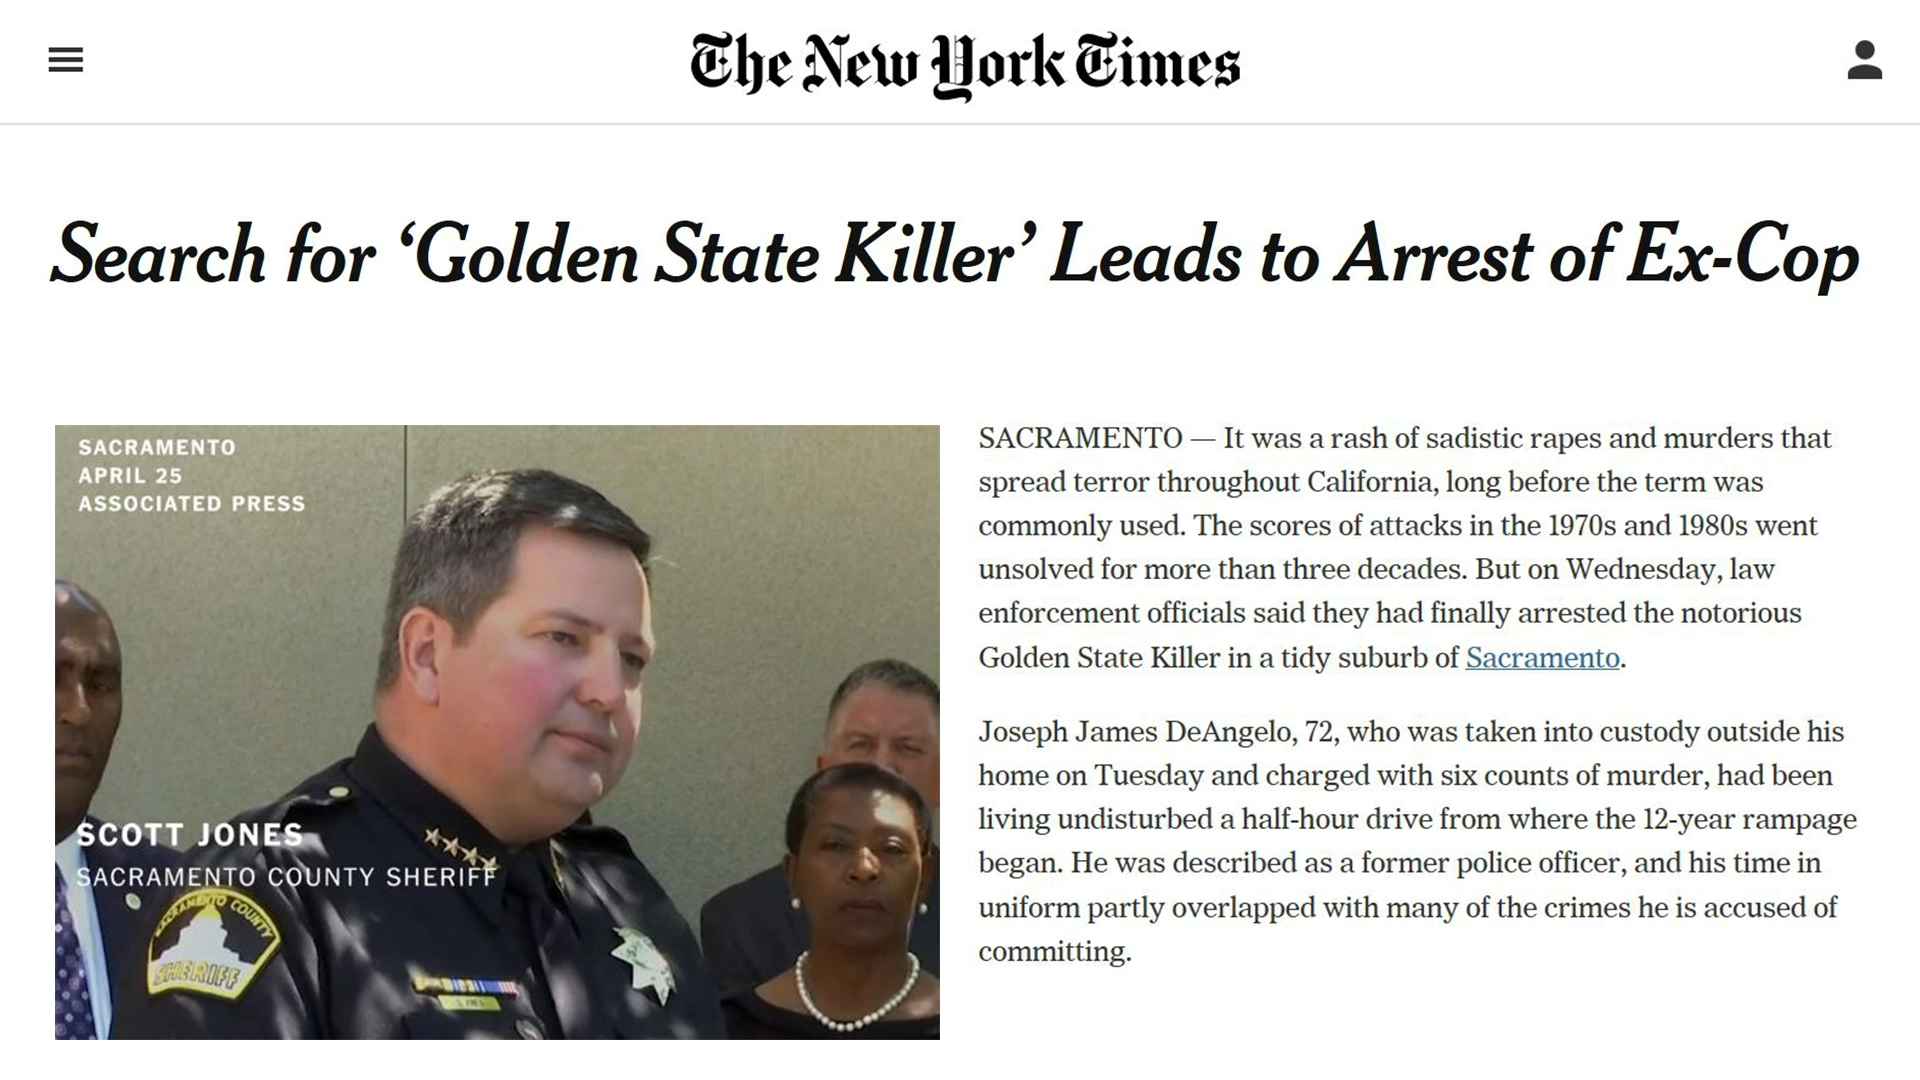 The New York Times
Search for ‘Golden State Killer’ Leads to Arrest of Ex-Cop
SACRAMENTO
APRIL 25
ASSOCIATED PRESS
SCOTT JONES
SACRAMENTO COUNTY SHERIFF
SACRAMENTO COUNTY
SHERIFF
SACRAMENTO — It was a rash of sadistic rapes and murders that
spread terror throughout California, long before the term was
commonly used. The scores of attacks in the 1970s and 1980s went
unsolved for more than three decades. But on Wednesday, law
enforcement officials said they had finally arrested the notorious
Golden State Killer in a tidy suburb of Sacramento.
Joseph James DeAngelo, 72, who was taken into custody outside his
home on Tuesday and charged with six counts of murder, had been
living undisturbed a half-hour drive from where the 12-year rampage
began. He was described as a former police officer, and his time in
uniform partly overlapped with many of the crimes he is accused of
committing.